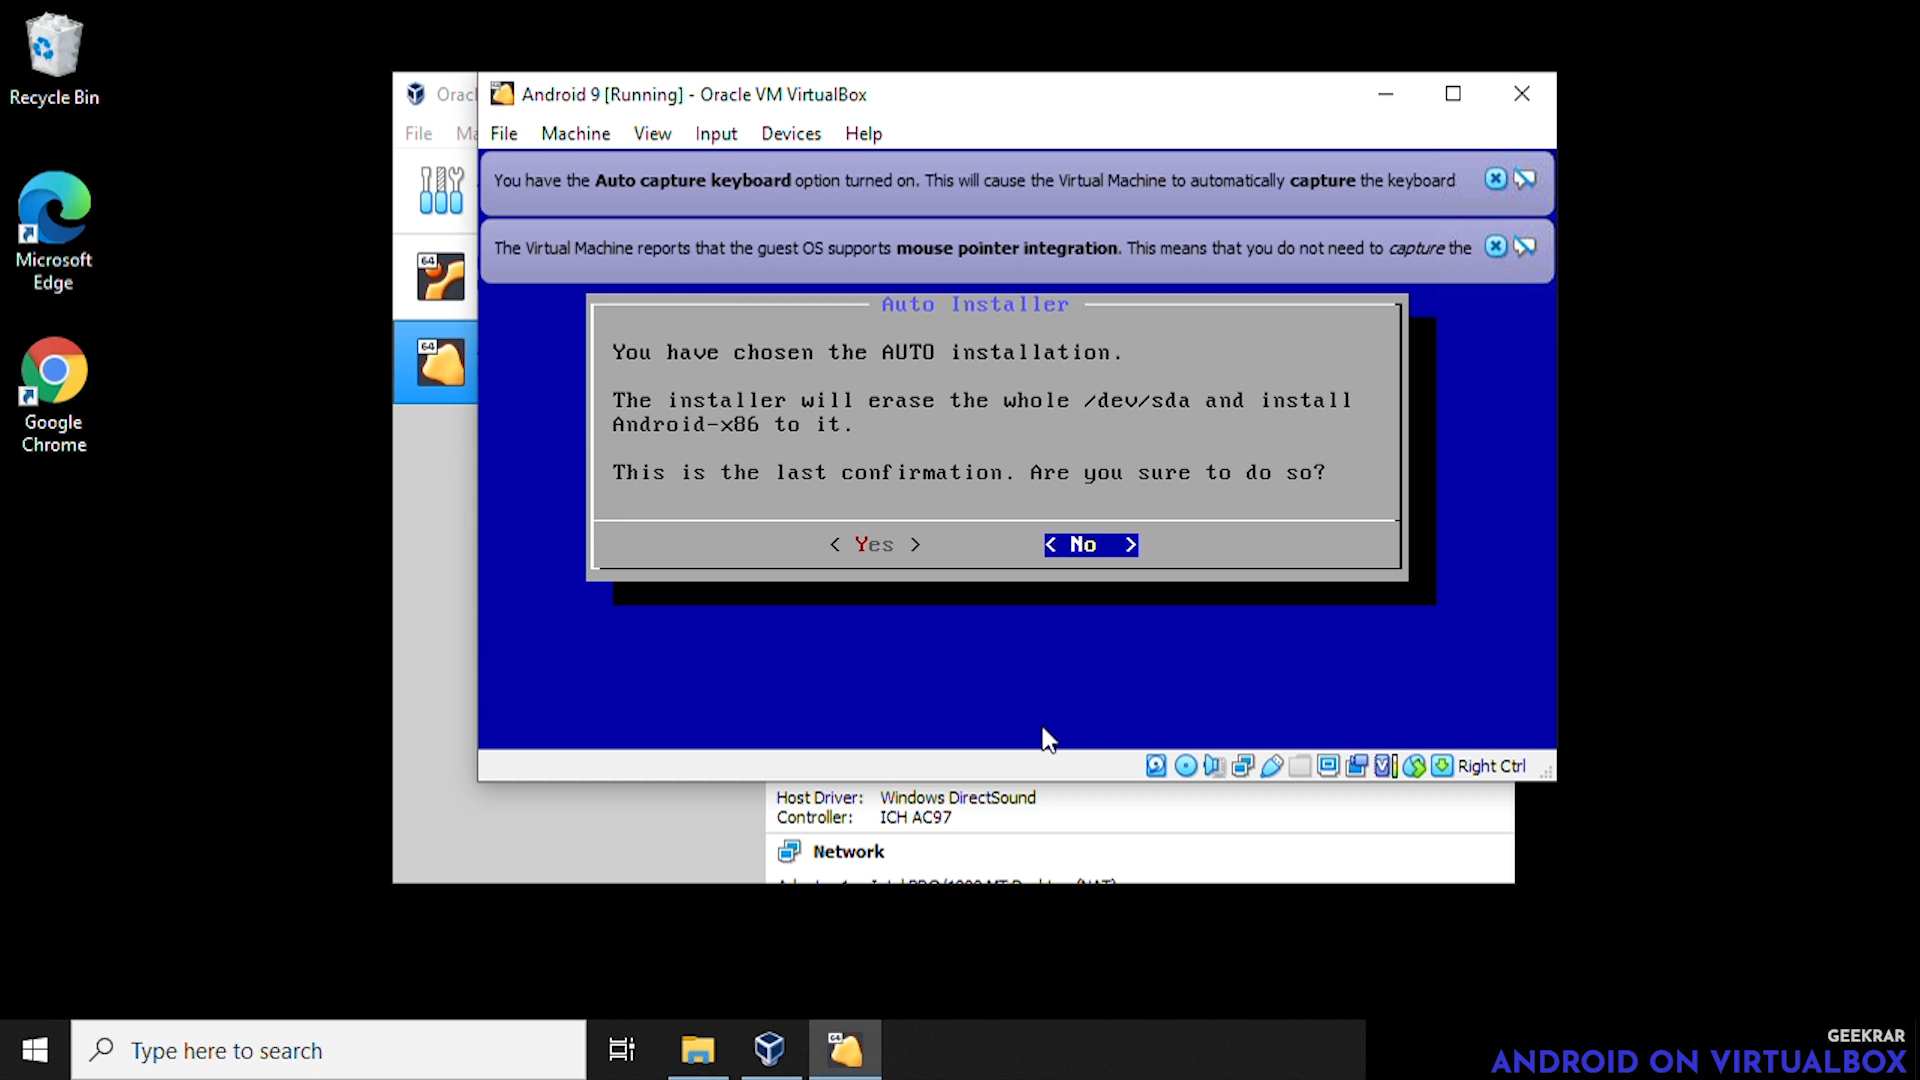 Recycle Bin
Microsoft
Edge
Google
Chrome
Oracl
File Ma
Android 9 [Running] - Oracle VM VirtualBox
File Machine View Input Devices Help
You have the Auto capture keyboard option turned on. This will cause the Virtual Machine to automatically capture the keyboard
The Virtual Machine reports that the guest OS supports mouse pointer integration. This means that you do not need to capture the
64
64
Auto Installer
You have chosen the AUTO installation.
The installer will erase the whole /dev/sda and install
Android-x86 to it.
This is the last confirmation. Are you sure to do so?
< Yes > < No >
Right Ctrl
Host Driver: Windows DirectSound
Controller: ICH AC97
Network
Type here to search
64
GEEKRAR
ANDROID ON VIRTUALBOX